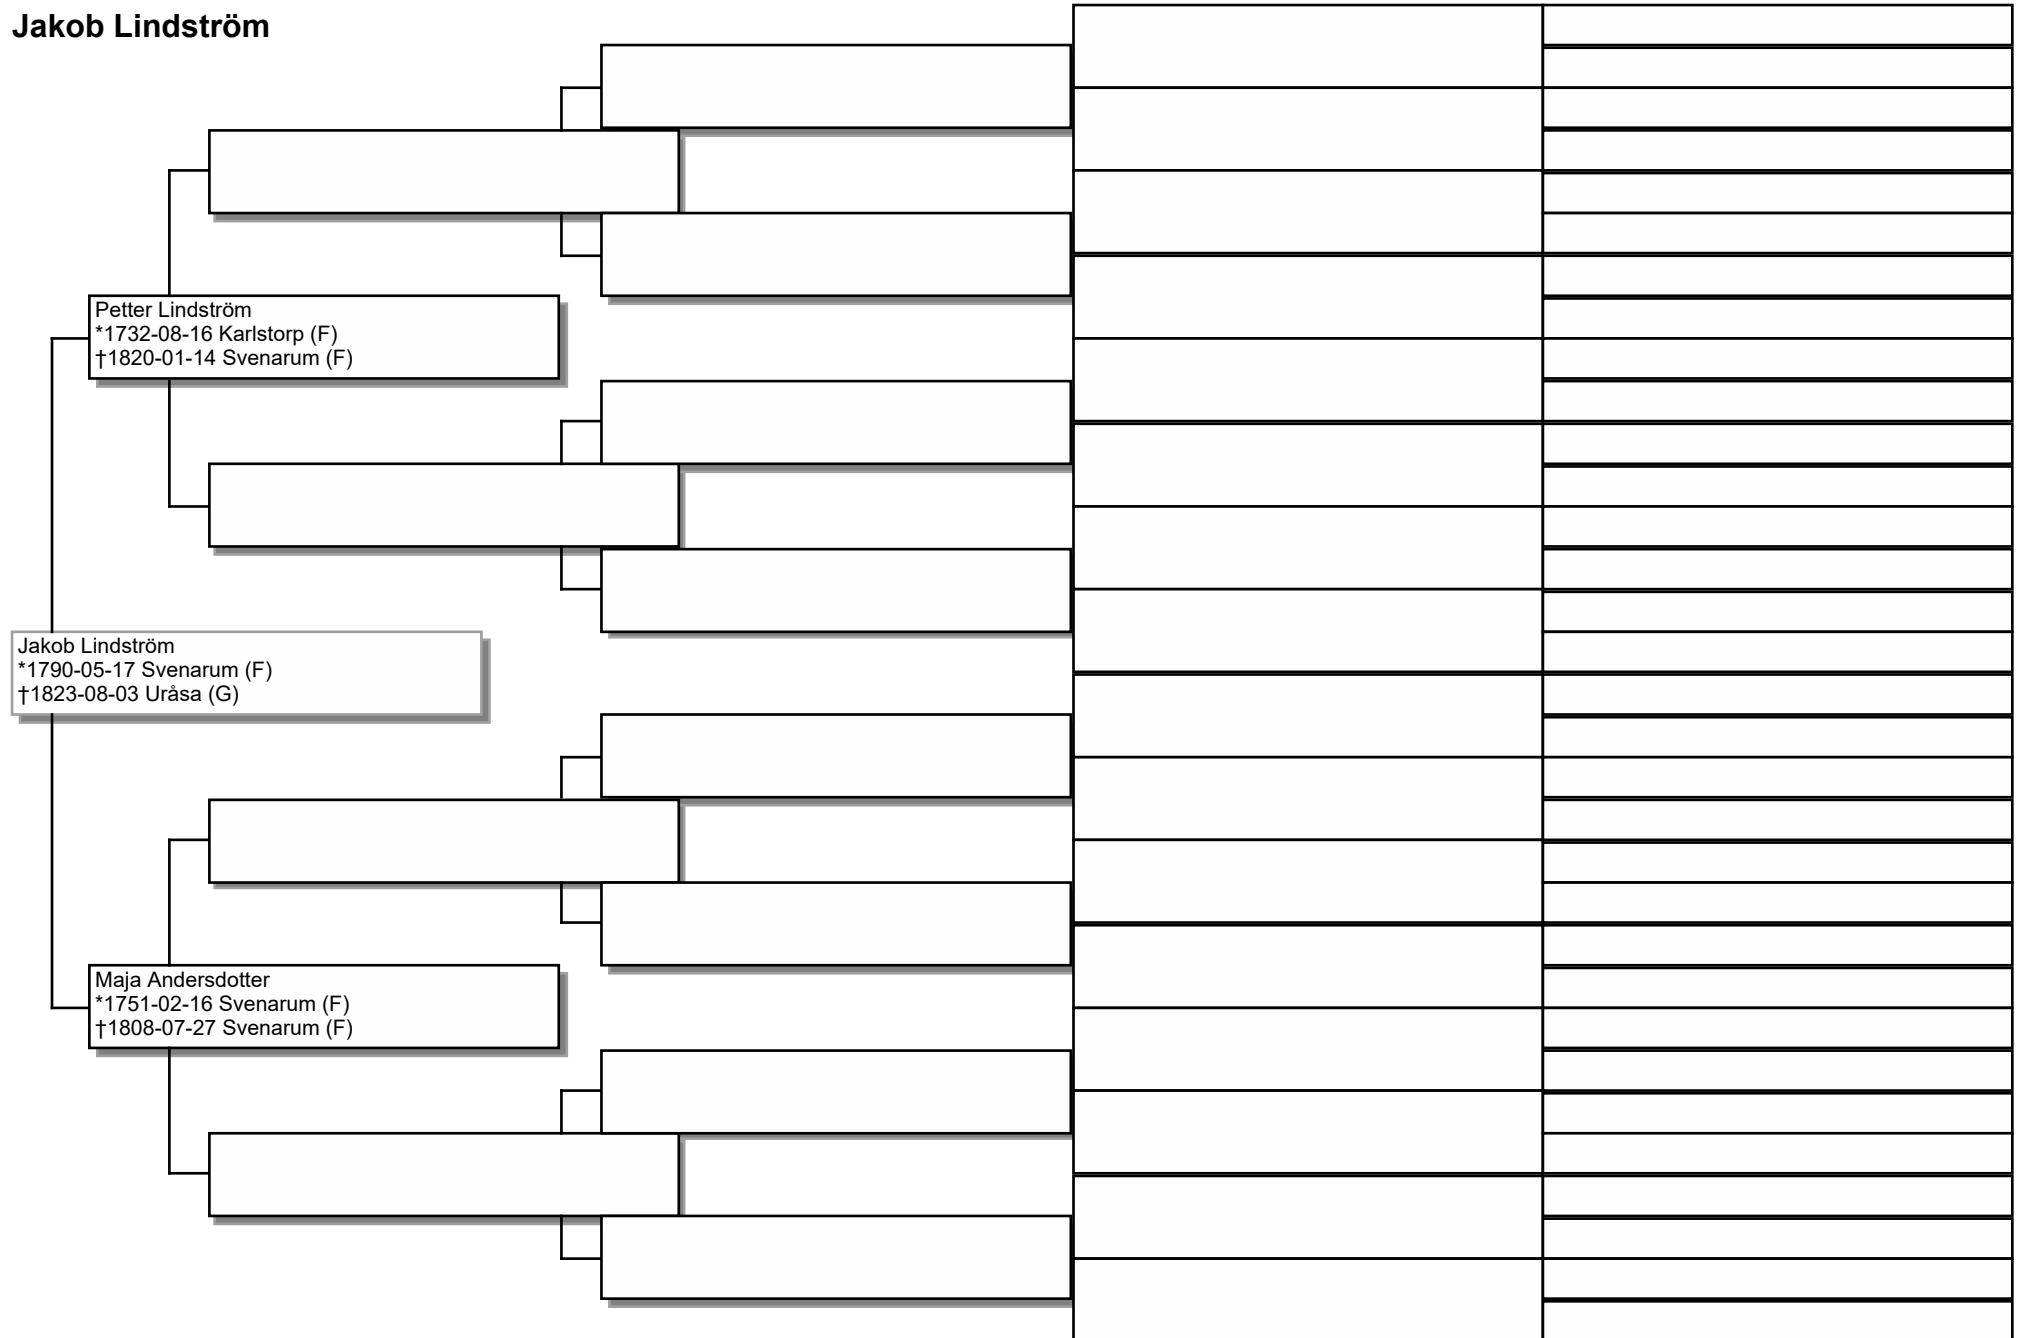 Jakob Lindström
Petter Lindström
*1732-08-16 Karlstorp (F)
†1820-01-14 Svenarum (F)
Jakob Lindström
*1790-05-17 Svenarum (F)
†1823-08-03 Uråsa (G)
Maja Andersdotter
*1751-02-16 Svenarum (F)
†1808-07-27 Svenarum (F)